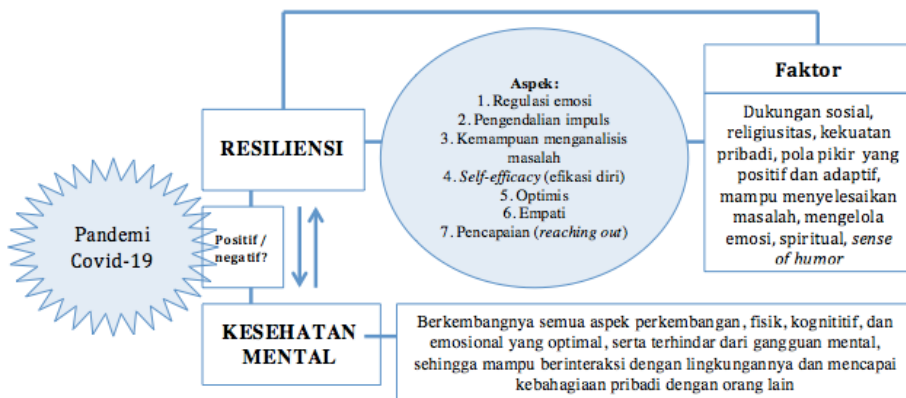 Pandemi
Covid-19
RESILIENSI
Positif /
negatif?
KESEHATAN
MENTAL
Aspek:
1. Regulasi emosi
2. Pengendalian impuls
3. Kemampuan menganalisis
masalah
4. Self-efficacy (efikasi diri)
5. Optimis
6. Empati
7. Pencapaian (reaching out)
Faktor
Dukungan sosial,
religiusitas, kekuatan
pribadi, pola pikir yang
positif dan adaptif,
mampu menyelesaikan
masalah, mengelola
emosi, spiritual, sense
of humor
Berkembangnya semua aspek perkembangan, fisik, kognititif, dan
emosional yang optimal, serta terhindar dari gangguan mental,
sehingga mampu berinteraksi dengan lingkungannya dan mencapai
kebahagiaan pribadi dengan orang lain